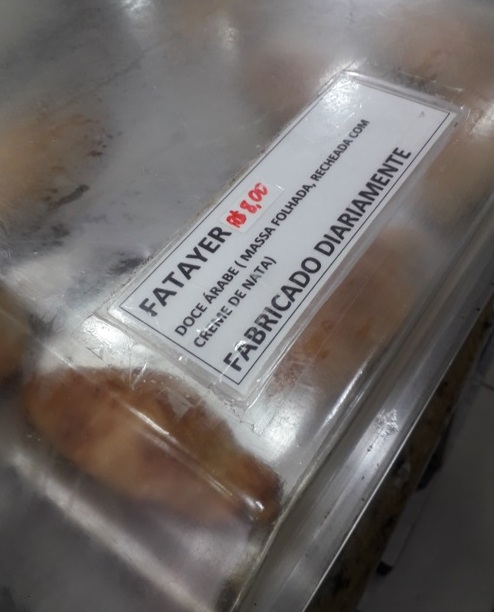 FATAYER R$ 8,00
DOCE ÁRABE ( MASSA FOLHADA, RECHEADA COM
CREME DE NATA)
FABRICADO DIARIAMENTE